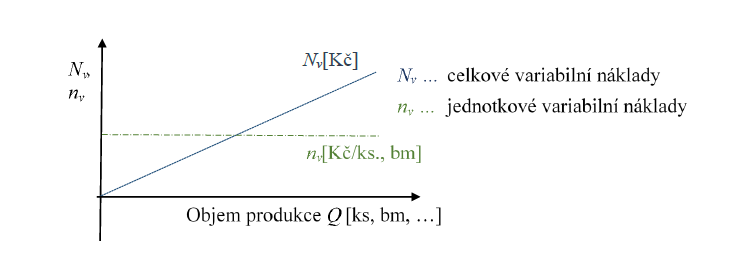 Nᵥ[Kč]
Nᵥ,
nᵥ
Nᵥ ... celkové variabilní náklady
nᵥ ... jednotkové variabilní náklady
nᵥ[Kč/ks., bm]
Objem produkce Q [ks, bm, …]